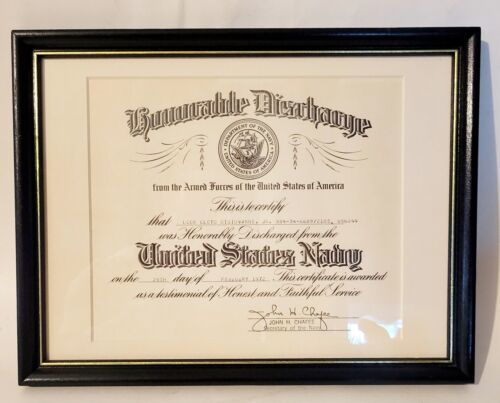 Honorable Discharge
DEPARTMENT OF THE NAVY
UNITED STATES OF AMERICA
from the Armed Forces of the United States of America
This is to certify
that
was Honorably Discharged from the
United States Navy
on the day of FEBRUARY 1972. This certificate is awarded
as a testimonial of Honest and Faithful Service
John H. Chafee
JOHN H. CHAFEE
Secretary of the Navy